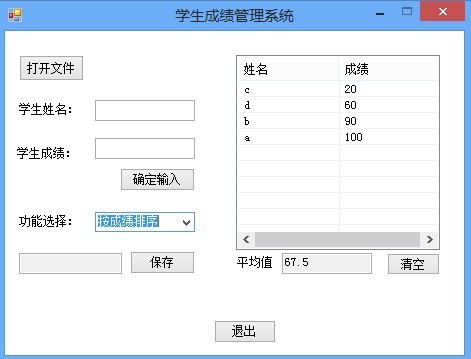 学生成绩管理系统
打开文件
学生姓名：
学生成绩：
确定输入
功能选择：
按成绩排序
保存
姓名 成绩
c 20
d 60
b 90
a 100
平均值 67.5 清空
退出